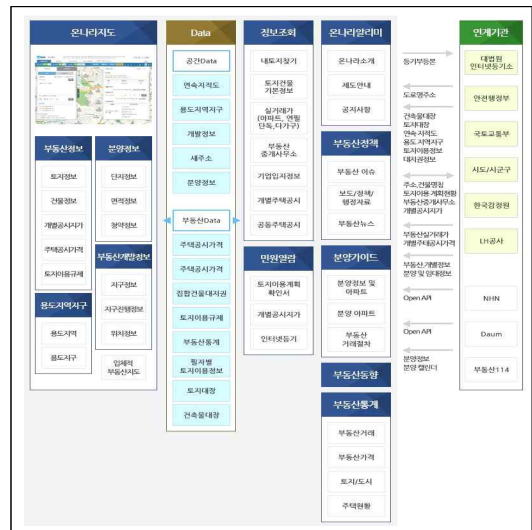 온나라지도
부동산정보
토지정보
건물정보
개별공시지가
주택공시가격
토지이용규제
분양정보
단지정보
면적정보
청약정보
부동산개발정보
지구정보
지구진행정보
위치정보
용도지역지구
용도지역
용도지구
입체적
부동산지도
Data
공간Data
연속지적도
용도지역지구
개발정보
새주소
분양정보
부동산Data
주택공시가격
주택공시가격
집합건물대지권
토지이용규제
부동산통계
필지별
토지이용정보
토지대장
건축물대장
정보조회
내토지찾기
토지건물
기본정보
실거래가
(아파트, 연립
단독,다가구)
부동산
중개사무소
기업입지정보
개별주택공시
공동주택공시
민원열람
토지이용계획
확인서
개별공시지가
인터넷등기
온나라알리미
온나라소개
제도안내
공지사항
부동산정책
부동산 이슈
보도/정책/
행정자료
부동산뉴스
분양가이드
분양정보 및
아파트
분양 아파트
부동산
거래절차
부동산동향
부동산통계
부동산거래
부동산가격
토지/도시
주택현황
등기부등본
도로명주소
건축물대장
토지대장
연속 지적도
용도지역지구
토지이용정보
대지권정보
주소,건물명칭
토지이용 계획현황
부동산중개사무소
개별공시지가
부동산실거래가
개별주택공시가격
부동산,개발정보
분양 및 임대정보
Open API
Open API
분양정보
분양 캘린더
연계기관
대법원
인터넷등기소
안전행정부
국토교통부
시도/시군구
한국감정원
LH공사
NHN
Daum
부동산114